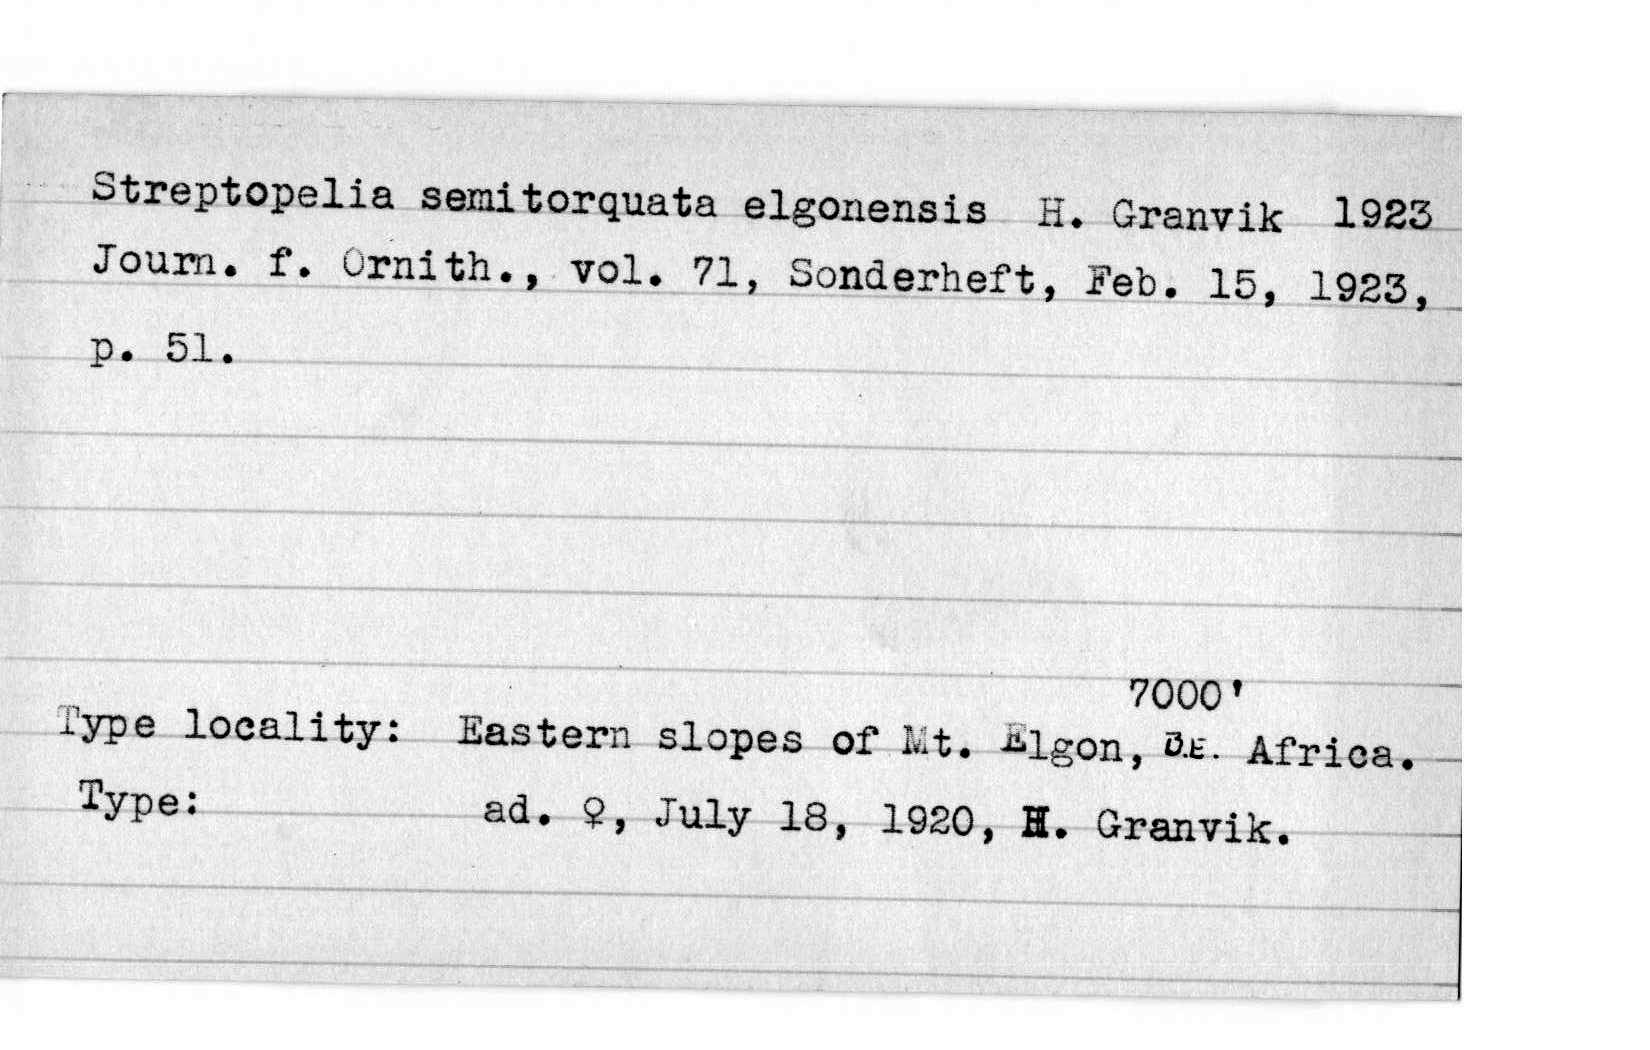 Streptopelia semitorquata elgonensis H. Granvik 1923
Journ. f. Ornith., vol. 71, Sonderheft, Feb. 15, 1923,
p. 51.
7000'
Type locality: Eastern slopes of Mt. Elgon, B.E. Africa.
Type: ad. ♀, July 18, 1920, H. Granvik.